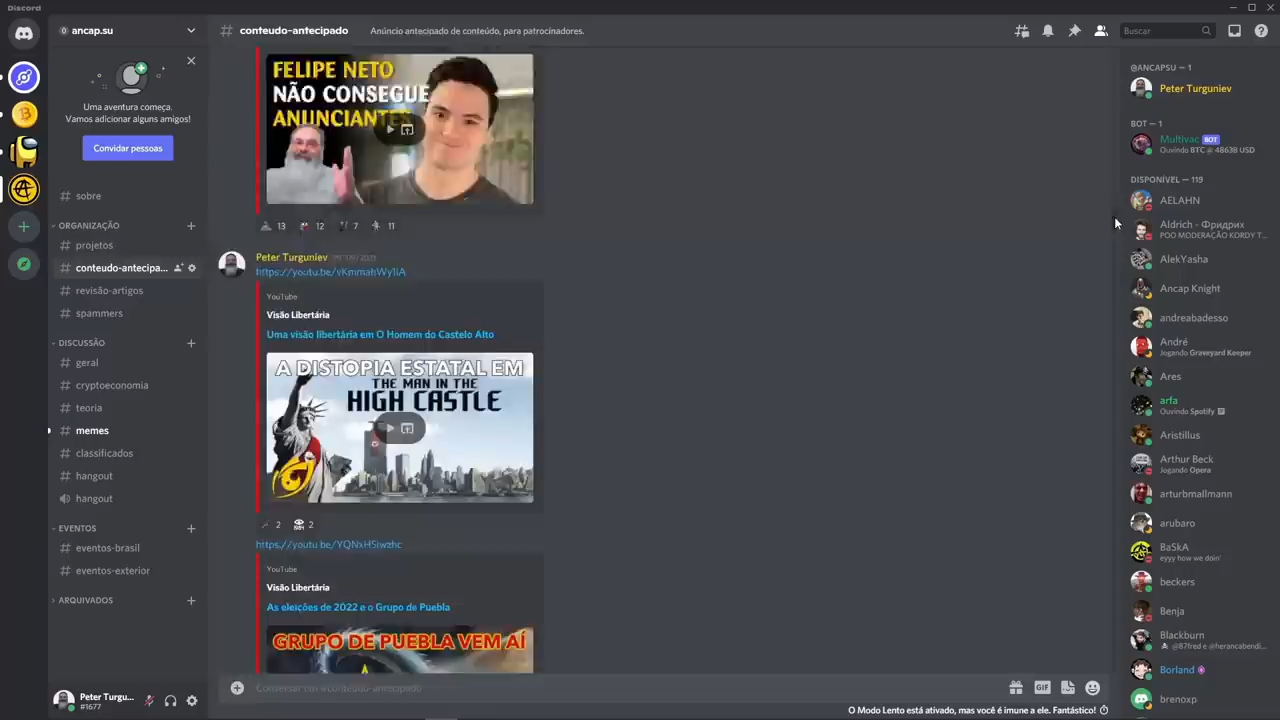 Discord
ancap.su
conteudo-antecipado
Anúncio antecipado de conteúdo, para patrocinadores.
Buscar
Uma aventura começa.
Vamos adicionar alguns amigos!
Convidar pessoas
sobre
ORGANIZAÇÃO
projetos
conteudo-antecipa...
revisão-artigos
spammers
DISCUSSÃO
geral
cryptoeconomia
teoria
memes
classificados
hangout
hangout
EVENTOS
eventos-brasil
eventos-exterior
ARQUIVADOS
Peter Turgu...
#1677
FELIPE NETO
NÃO CONSEGUE
ANUNCIANTES
13 12 7 11
Peter Turguniev
YouTube
Visão Libertária
Uma visão libertária em O Homem do Castelo Alto
A DISTOPIA ESTATAL EM
THE MAN IN THE
HIGH CASTLE
2 2
YouTube
Visão Libertária
As eleições de 2022 e o Grupo de Puebla
GRUPO DE PUEBLA VEM AÍ
Conversar em #conteudo-antecipado
GIF
O Modo Lento está ativado, mas você é imune a ele. Fantástico!
@ANCAPSU — 1
Peter Turguniev
BOT — 1
Multivac BOT
Ouvindo BTC @ 48638 USD
DISPONÍVEL — 119
AELAHN
Aldrich - Фридрих
POO MODERAÇÃO KORDY T...
AlekYasha
Ancap Knight
andreabadesso
André
Jogando Graveyard Keeper
Ares
arfa
Ouvindo Spotify
Aristillus
Arthur Beck
Jogando Opera
arturbmallmann
arubaro
BaSkA
eyyy how we doin'
beckers
Benja
Blackburn
@87fred e @herancabendi...
Borland
brenoxp